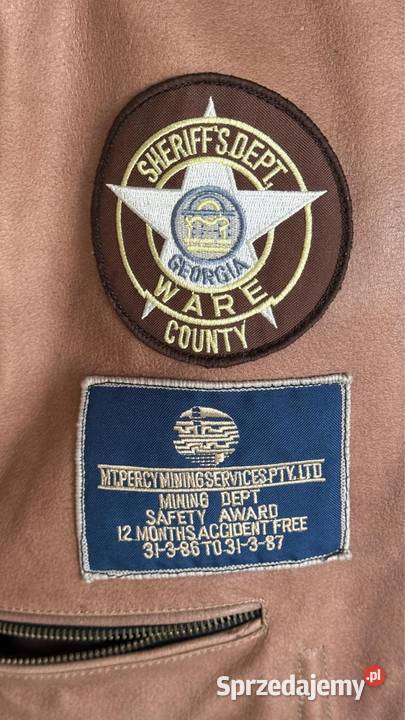 SHERIFF'S.DEPT,
GEORGIA
WARE
COUNTY
MT.PERCY MINING SERVICES PTY. LTD
MINING DEPT
SAFETY AWARD
12 MONTHS ACCIDENT FREE
31-3-86 TO 31-3-87
Sprzedajemy.pl